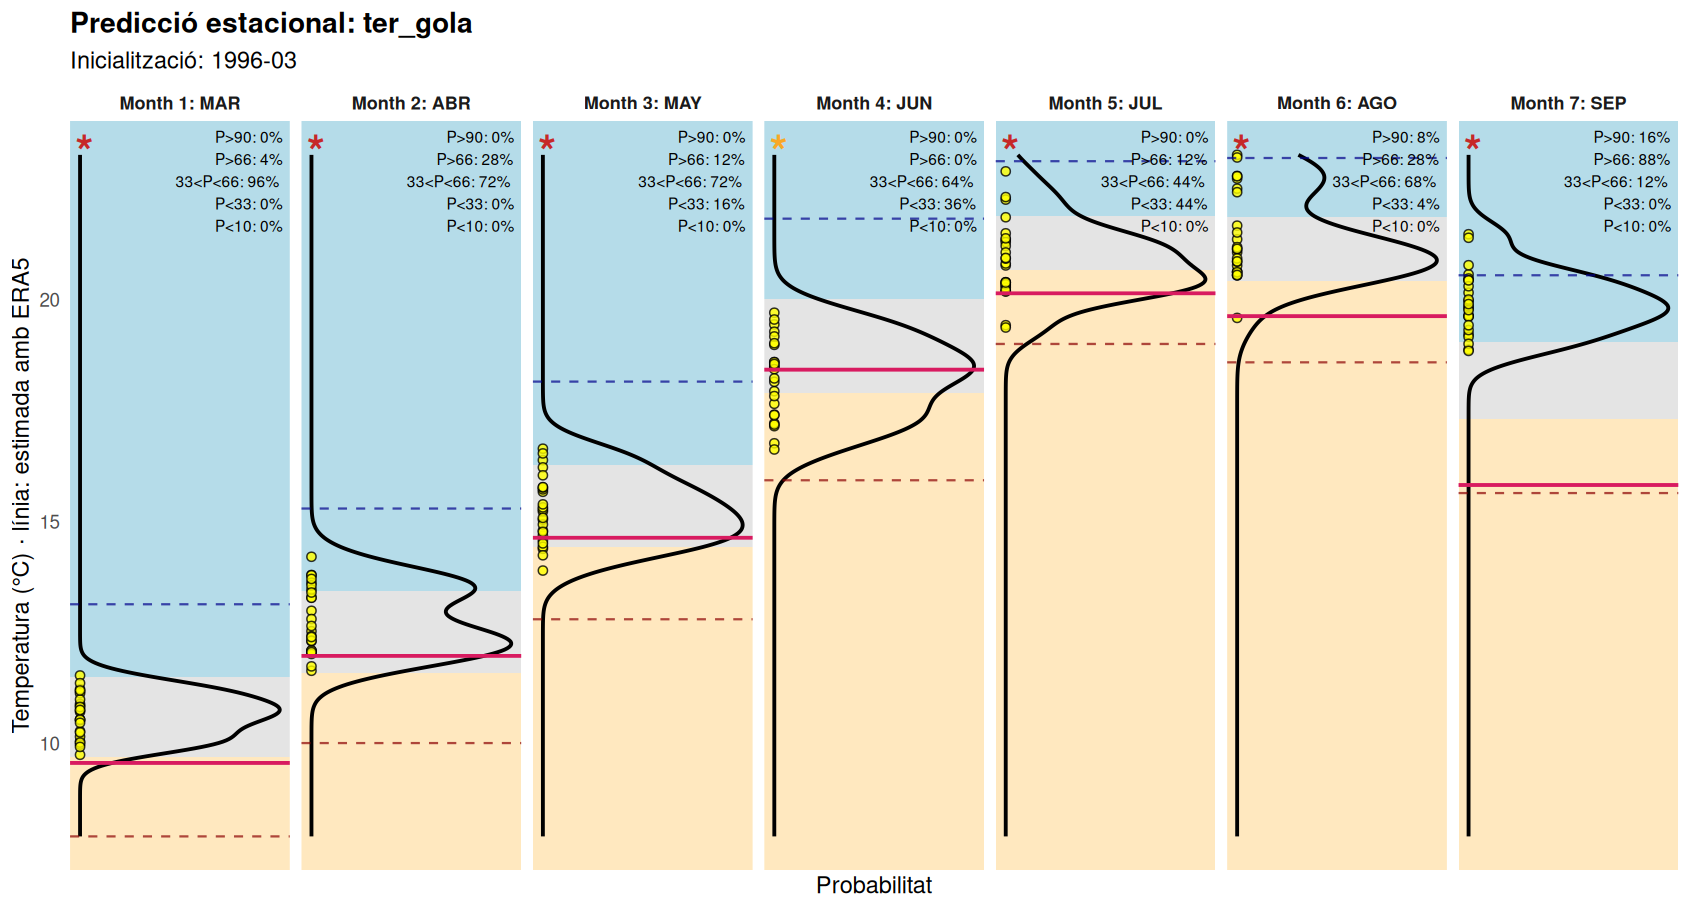 Predicció estacional: ter_gola
Inicialització: 1996-03
Month 1: MAR
Month 2: ABR
Month 3: MAY
Month 4: JUN
Month 5: JUL
Month 6: AGO
Month 7: SEP
*
P>90: 0%
P>66: 4%
33<P<66: 96%
P<33: 0%
P<10: 0%
*
P>90: 0%
P>66: 28%
33<P<66: 72%
P<33: 0%
P<10: 0%
*
P>90: 0%
P>66: 12%
33<P<66: 72%
P<33: 16%
P<10: 0%
*
P>90: 0%
P>66: 0%
33<P<66: 64%
P<33: 36%
P<10: 0%
*
P>90: 0%
P>66: 12%
33<P<66: 44%
P<33: 44%
P<10: 0%
*
P>90: 8%
P>66: 28%
33<P<66: 68%
P<33: 4%
P<10: 0%
*
P>90: 16%
P>66: 88%
33<P<66: 12%
P<33: 0%
P<10: 0%
Temperatura (°C) · línia: estimada amb ERA5
20
15
10
Probabilitat